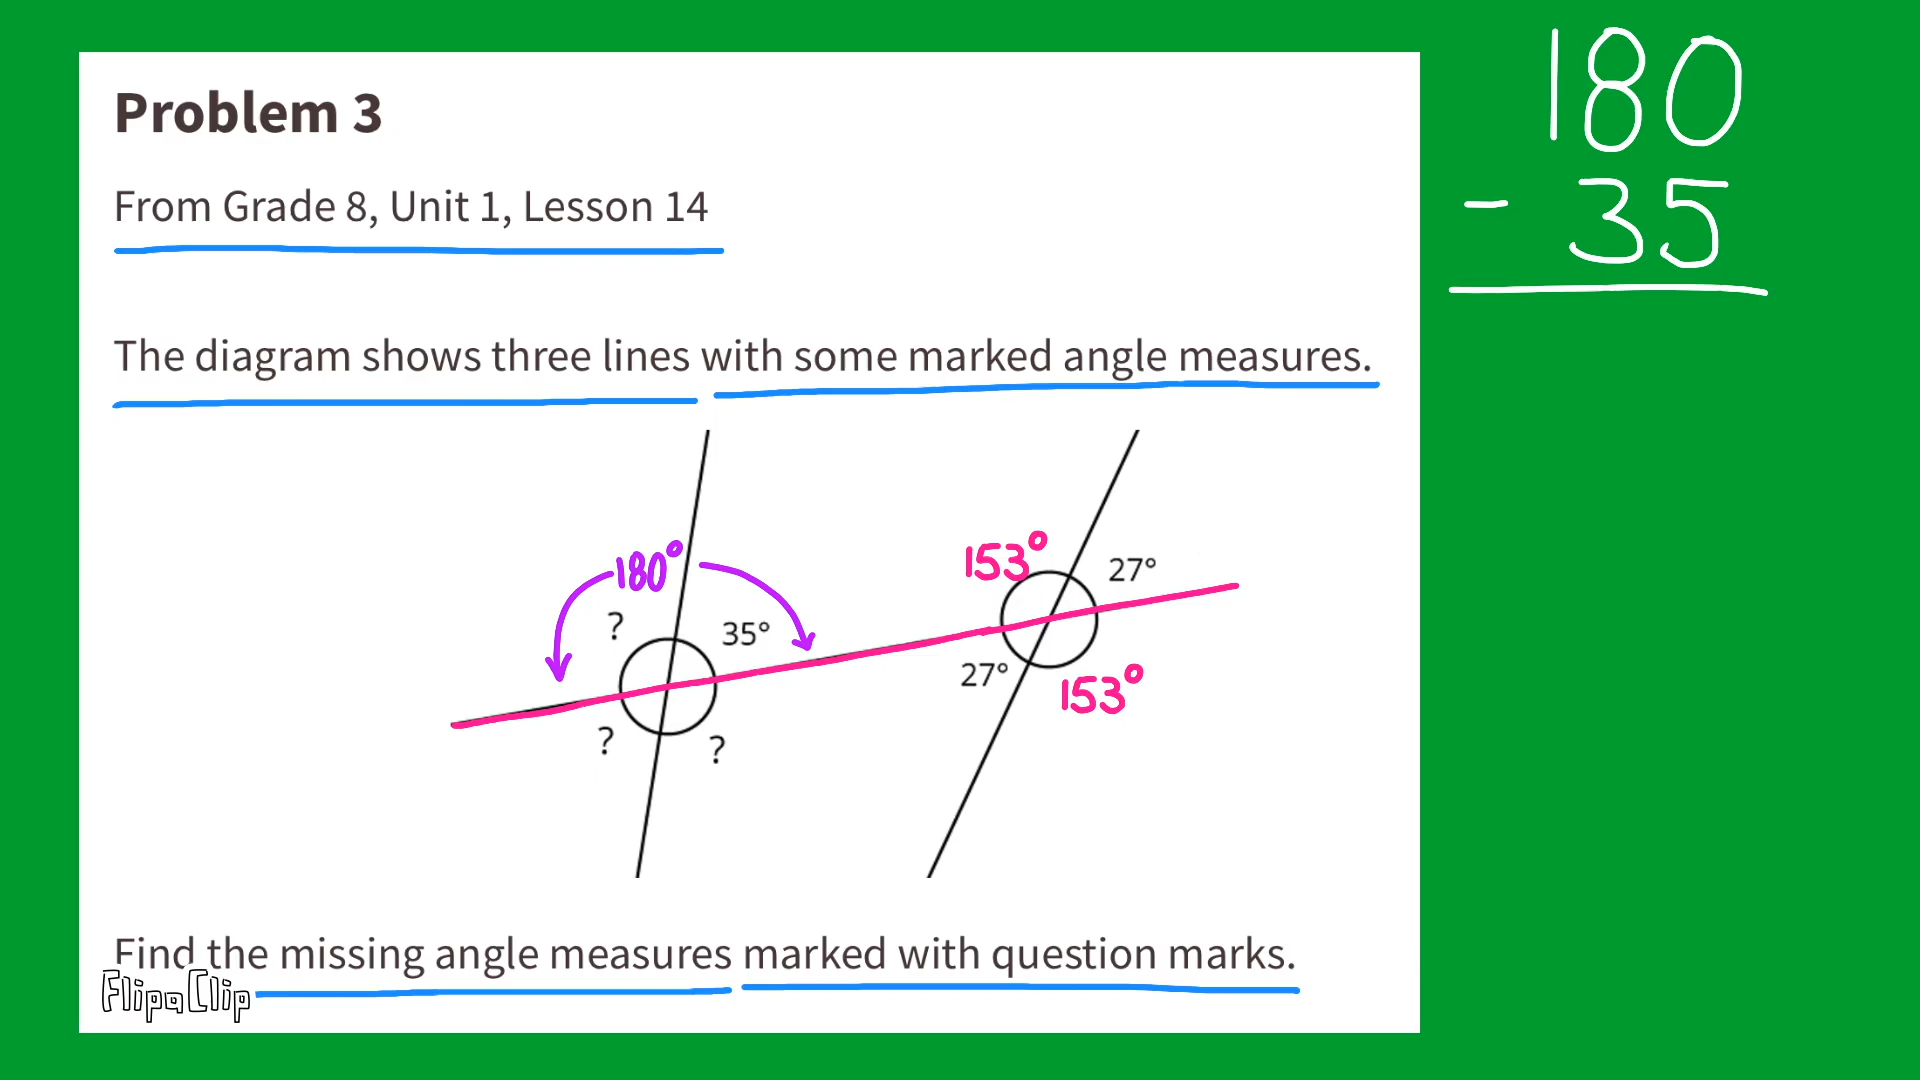 Problem 3
From Grade 8, Unit 1, Lesson 14
The diagram shows three lines with some marked angle measures.
180°
?
35°
?
?
153°
27°
27°
153°
Find the missing angle measures marked with question marks.
FlipaClip
180
- 35